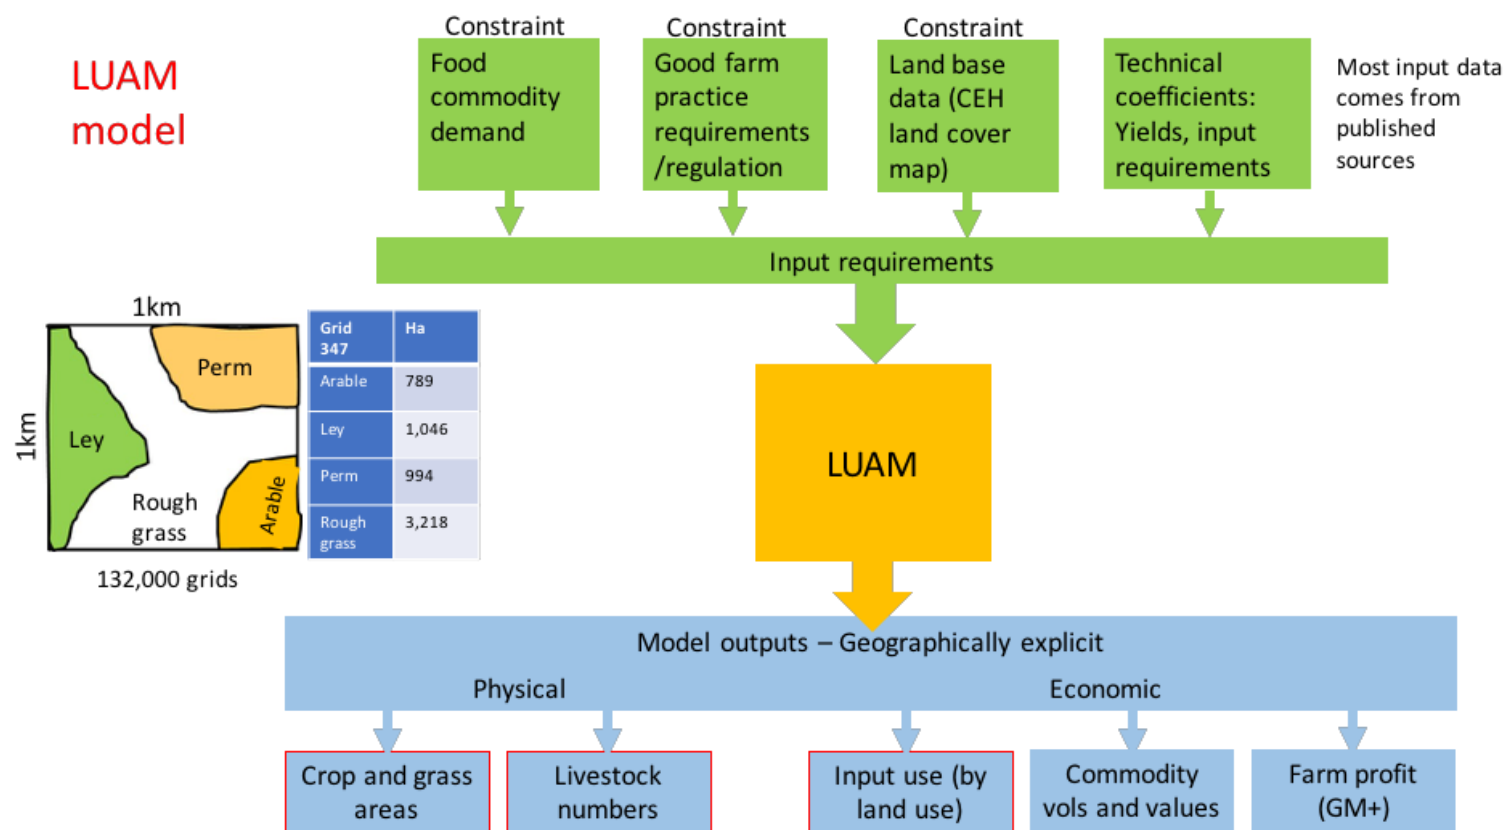 LUAM
model
Constraint
Food
commodity
demand
Constraint
Good farm
practice
requirements
/regulation
Constraint
Land base
data (CEH
land cover
map)
Technical
coefficients:
Yields, input
requirements
Most input data
comes from
published
sources
Input requirements
1km
1km
Perm
Ley
Rough
grass
Arable
132,000 grids
Grid
347
Ha
Arable
789
Ley
1,046
Perm
994
Rough
grass
3,218
LUAM
Model outputs – Geographically explicit
Physical
Economic
Crop and grass
areas
Livestock
numbers
Input use (by
land use)
Commodity
vols and values
Farm profit
(GM+)